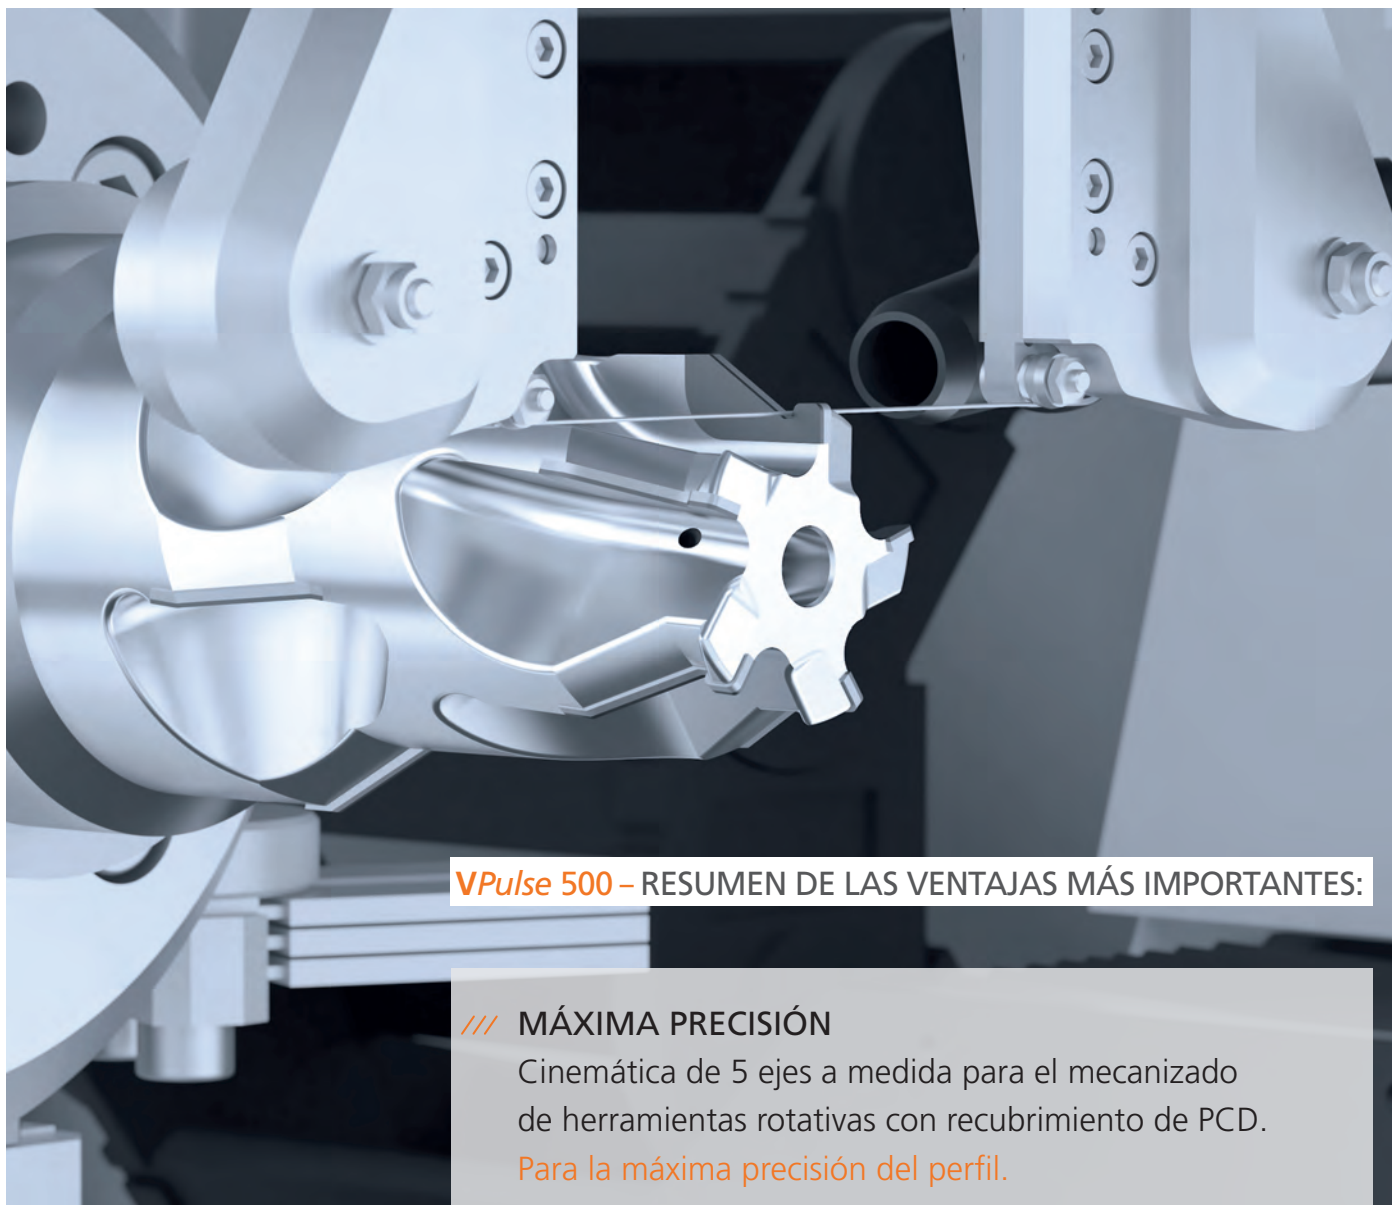 VPulse 500 – RESUMEN DE LAS VENTAJAS MÁS IMPORTANTES:
/// MÁXIMA PRECISIÓN
Cinemática de 5 ejes a medida para el mecanizado
de herramientas rotativas con recubrimiento de PCD.
Para la máxima precisión del perfil.